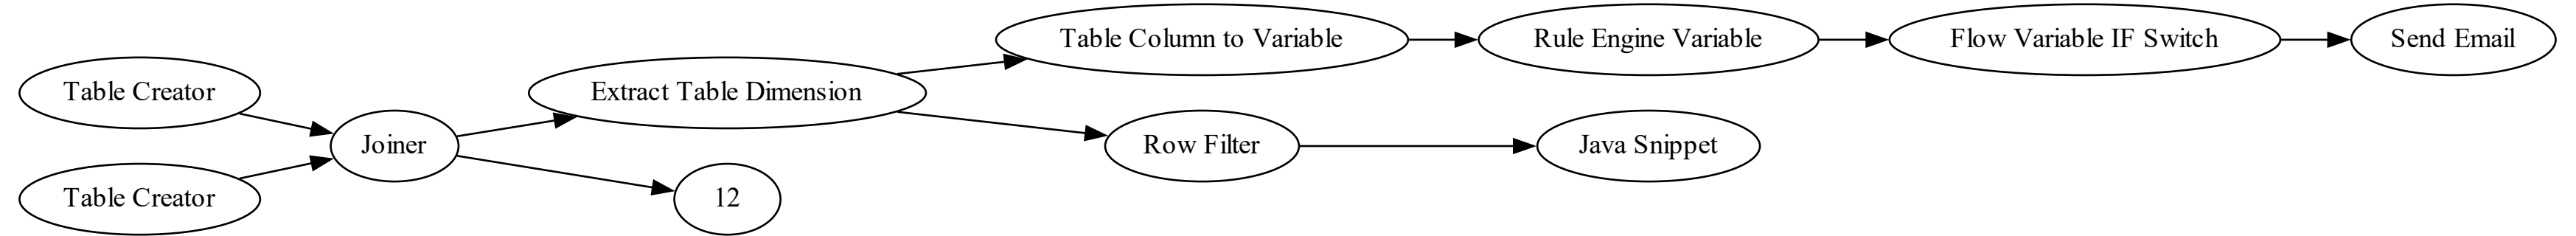 Table Creator
Table Creator
Joiner
Extract Table Dimension
12
Table Column to Variable
Row Filter
Rule Engine Variable
Java Snippet
Flow Variable IF Switch
Send Email